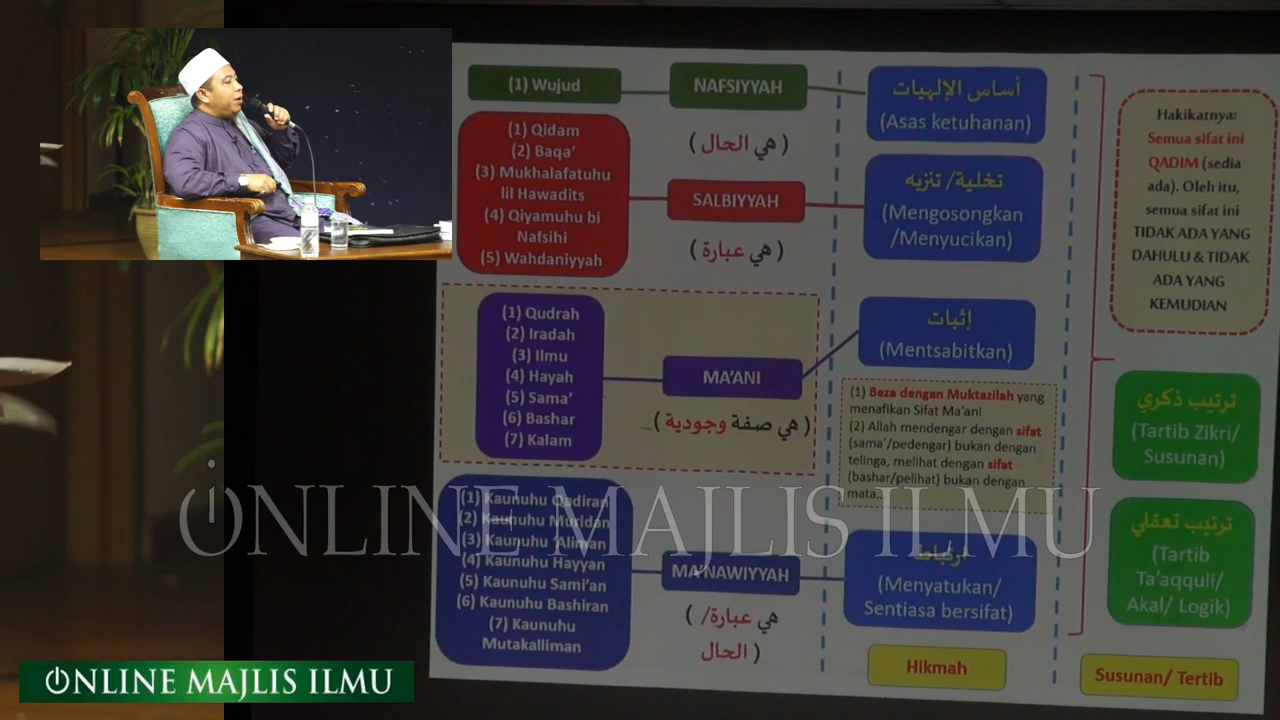 (1) Wujud
NAFSIYYAH
( هي الحال )
أساس الإلهيات
(Asas ketuhanan)
(1) Qidam
(2) Baqa’
(3) Mukhalafatuhu
lil Hawadits
(4) Qiyamuhu bi
Nafsihi
(5) Wahdaniyyah
SALBIYYAH
( هي عبارة )
تخلية/ تنزيه
(Mengosongkan
/Menyucikan)
(1) Qudrah
(2) Iradah
(3) Ilmu
(4) Hayah
(5) Sama’
(6) Bashar
(7) Kalam
MA’ANI
( هي صفة وجودية )
إثبات
(Mentsabitkan)
(1) Beza dengan Muktazilah yang
menafikan Sifat Ma’ani
(2) Allah mendengar dengan sifat
(sama’/pedengar) bukan dengan
telinga, melihat dengan sifat
(bashar/pelihat) bukan dengan
mata..
(1) Kaunuhu Qadiran
(2) Kaunuhu Muridan
(3) Kaunuhu ‘Aliman
(4) Kaunuhu Hayyan
(5) Kaunuhu Sami’an
(6) Kaunuhu Bashiran
(7) Kaunuhu
Mutakalliman
MA’NAWIYYAH
( هي عبارة/
الحال )
ارتباط
(Menyatukan/
Sentiasa bersifat)
Hikmah
Hakikatnya:
Semua sifat ini
QADIM (sedia
ada). Oleh itu,
semua sifat ini
TIDAK ADA YANG
DAHULU & TIDAK
ADA YANG
KEMUDIAN
ترتيب ذكري
(Tartib Zikri/
Susunan)
ترتيب تعقلي
(Tartib
Ta’aqquli/
Akal/ Logik)
Susunan/ Tertib
ONLINE MAJLIS ILMU
ONLINE MAJLIS ILMU